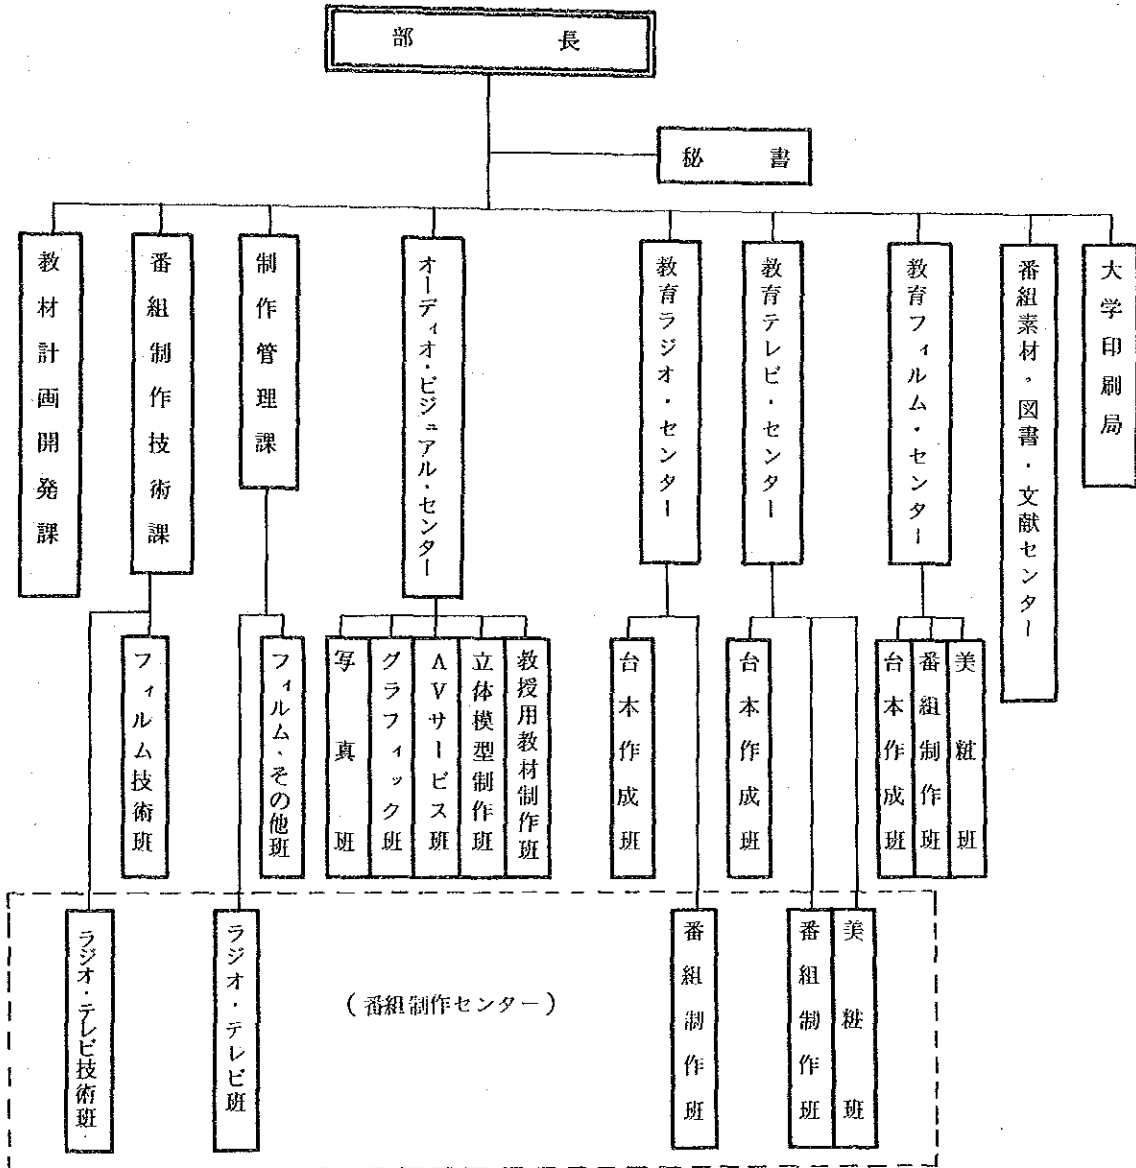 部長
秘書
教材計画開発課
番組制作技術課
制作管理課
オーディオ・ビジュアル・センター
教育ラジオ・センター
教育テレビ・センター
教育フィルム・センター
番組素材・図書・文献センター
大学印刷局
フィルム技術班
フィルム・その他班
写真班
グラフィック班
AVサービス班
立体模型制作班
教授用教材制作班
台本作成班
台本作成班
台本作成班
番組制作班
美粧班
ラジオ・テレビ技術班
ラジオ・テレビ班
(番組制作センター)
番組制作班
番組制作班
美粧班